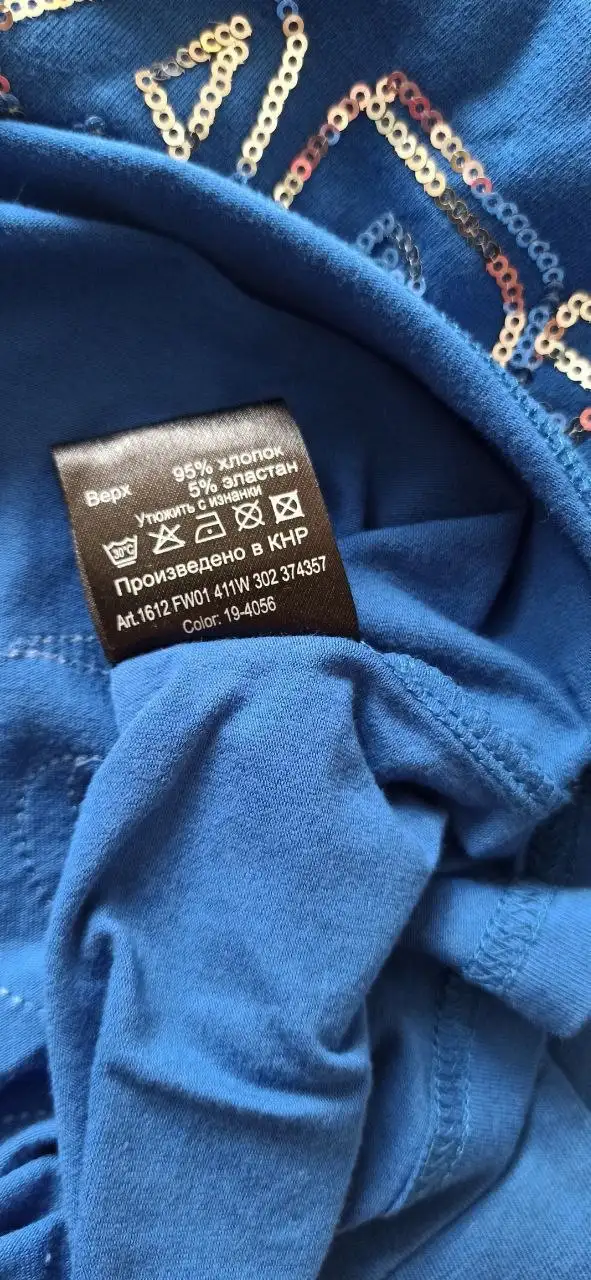 Верх 95% хлопок
5% эластан
Утюжить с изнанки
30°C
Произведено в КНР
Art.1612 FW01 411W 302 374357
Color: 19-4056